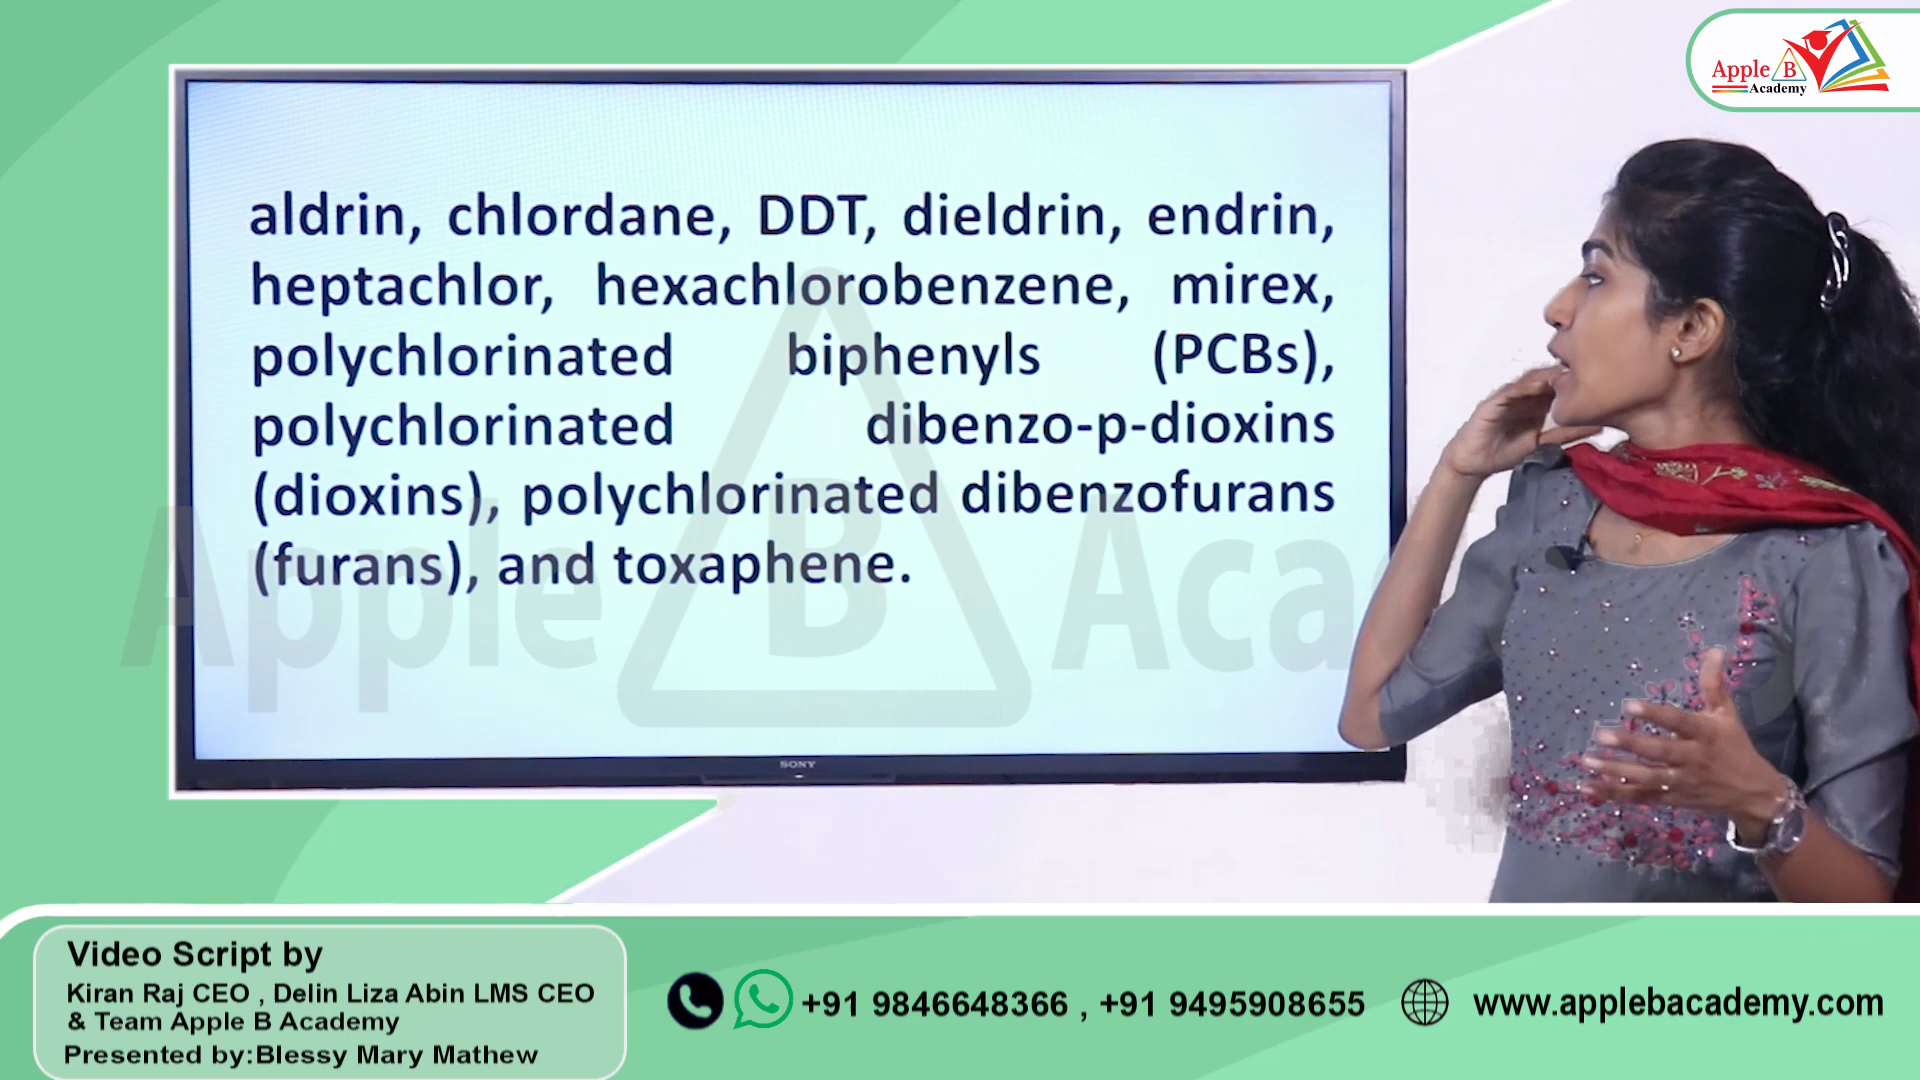 Apple B
Academy
aldrin, chlordane, DDT, dieldrin, endrin,
heptachlor, hexachlorobenzene, mirex,
polychlorinated biphenyls (PCBs),
polychlorinated dibenzo-p-dioxins
(dioxins), polychlorinated dibenzofurans
(furans), and toxaphene.
Apple B Acade
SONY
Video Script by
Kiran Raj CEO , Delin Liza Abin LMS CEO
& Team Apple B Academy
Presented by:Blessy Mary Mathew
+91 9846648366 , +91 9495908655
www.applebacademy.com